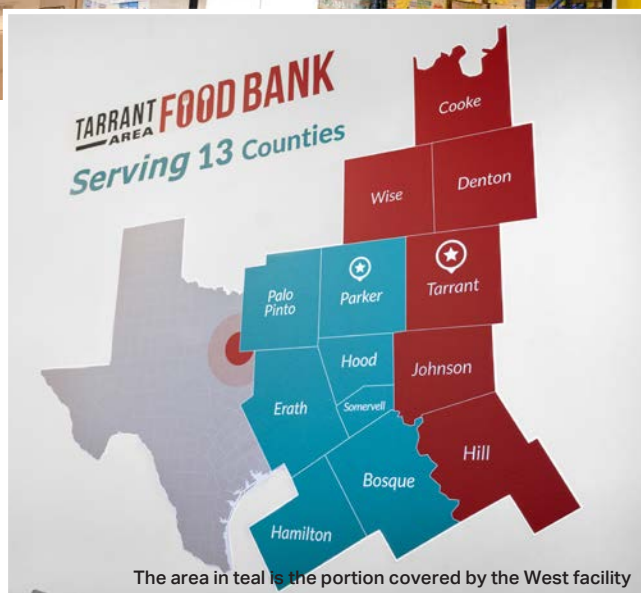 TARRANT
AREA
FOOD BANK
Serving 13 Counties
Cooke
Wise
Denton
Palo
Pinto
Parker
Tarrant
Hood
Johnson
Erath
Somervell
Hill
Bosque
Hamilton
The area in teal is the portion covered by the West facility